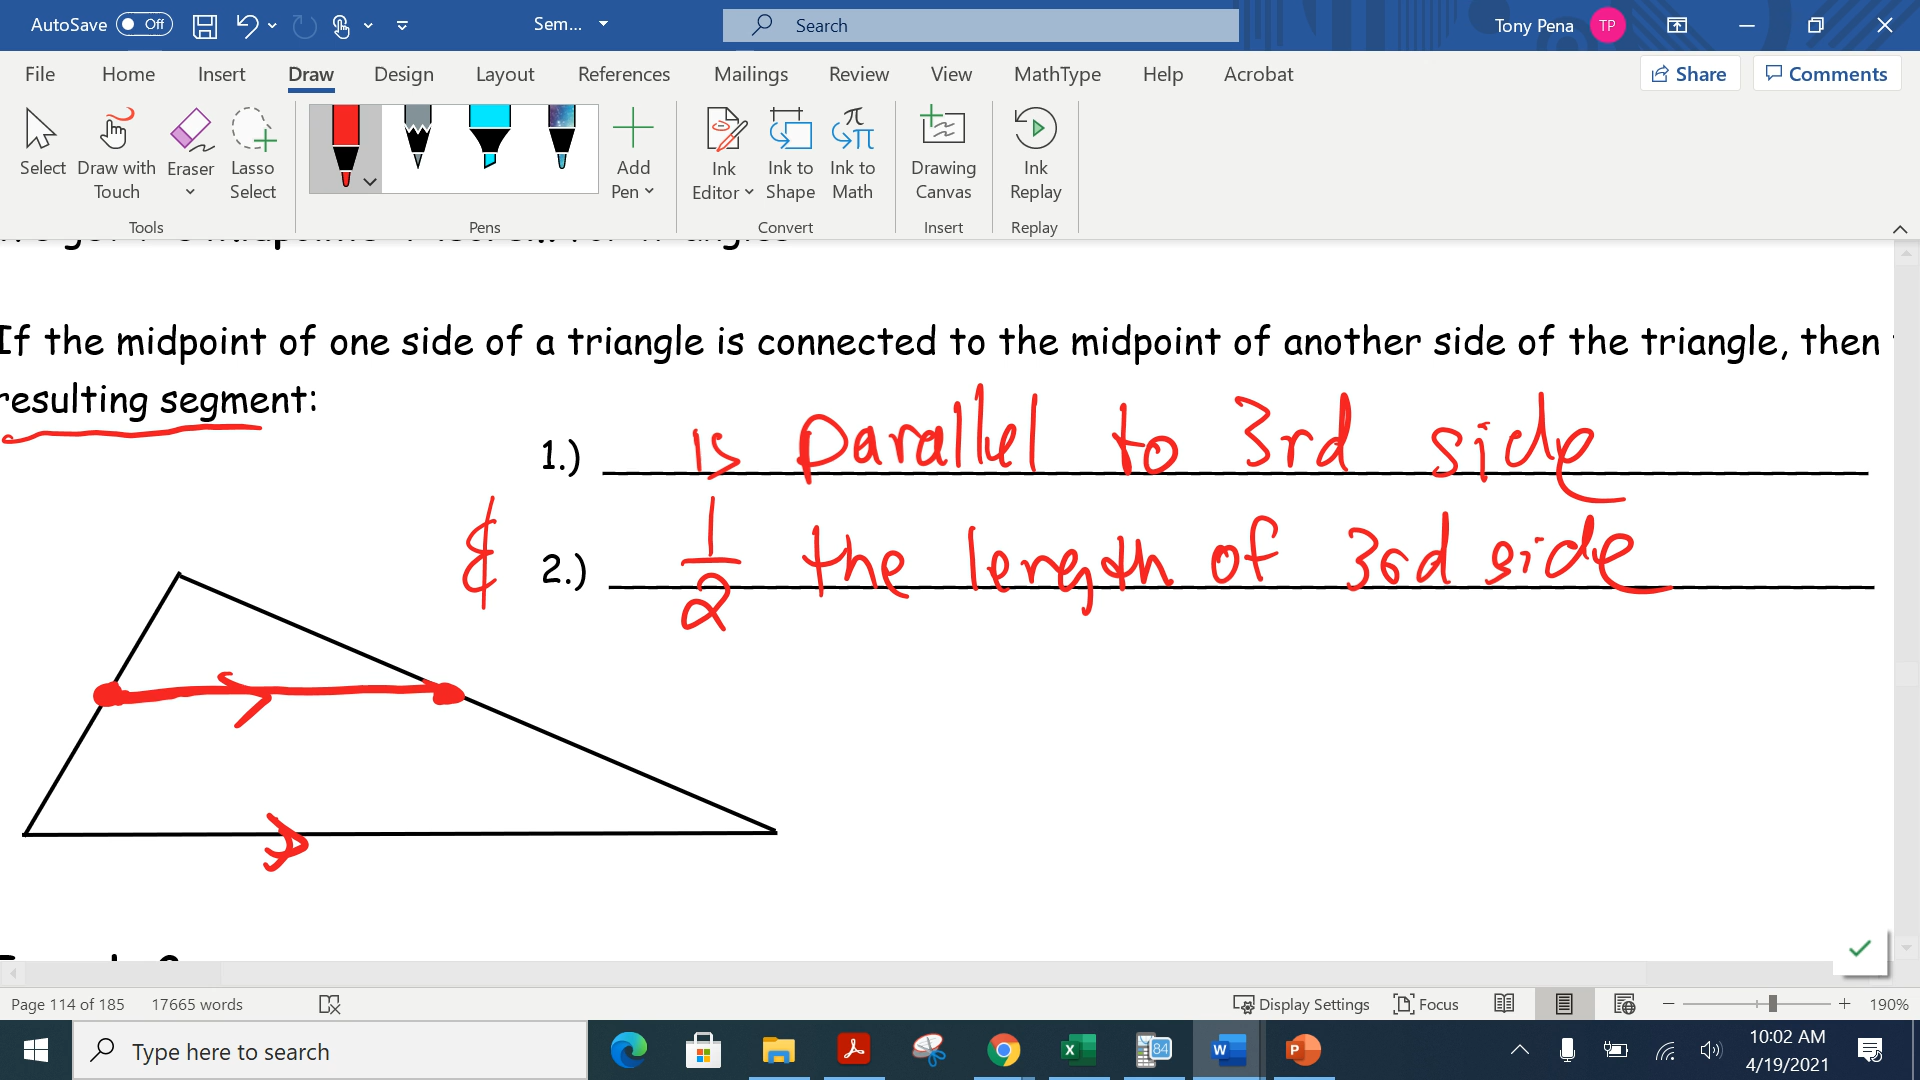 AutoSave Off Sem... Search Tony Pena TP
File Home Insert Draw Design Layout References Mailings Review View MathType Help Acrobat Share Comments
Select Draw with Touch Eraser Lasso Select Add Pen Ink Editor Ink to Shape Ink to Math Drawing Canvas Ink Replay
Tools Pens Convert Insert Replay
If the midpoint of one side of a triangle is connected to the midpoint of another side of the triangle, then
resulting segment:
1.) is parallel to 3rd side
& 2.) 1/2 the length of 3rd side
Page 114 of 185 17665 words Display Settings Focus 190%
Type here to search 84 10:02 AM
4/19/2021